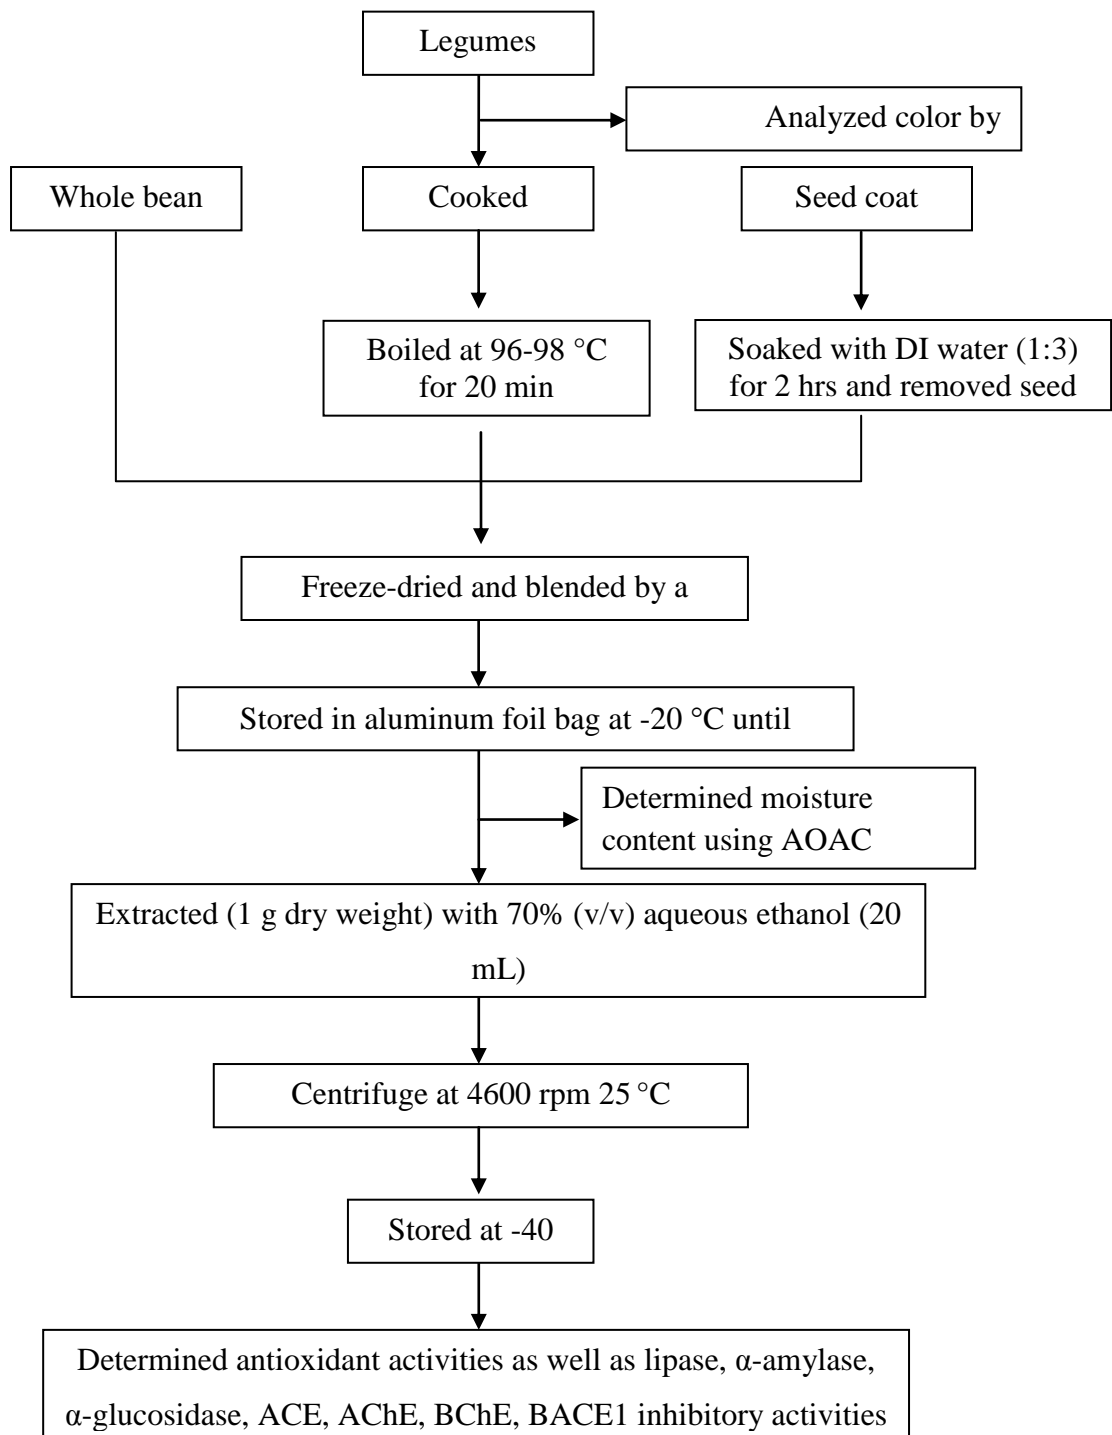 Legumes
Analyzed color by
Whole bean
Cooked
Seed coat
Boiled at 96-98 °C
for 20 min
Soaked with DI water (1:3)
for 2 hrs and removed seed
Freeze-dried and blended by a
Stored in aluminum foil bag at -20 °C until
Determined moisture
content using AOAC
Extracted (1 g dry weight) with 70% (v/v) aqueous ethanol (20
mL)
Centrifuge at 4600 rpm 25 °C
Stored at -40
Determined antioxidant activities as well as lipase, α-amylase,
α-glucosidase, ACE, AChE, BChE, BACE1 inhibitory activities